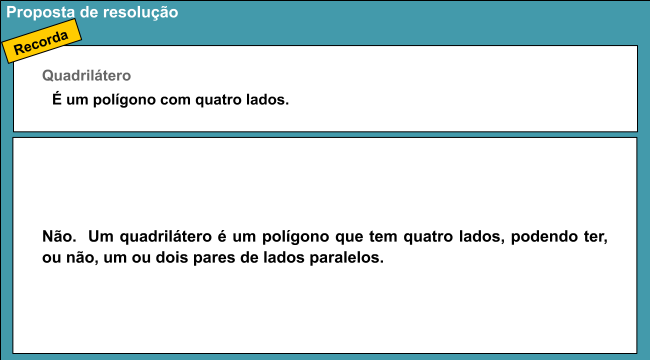 Proposta de resolução
Recorda
Quadrilátero
É um polígono com quatro lados.
Não. Um quadrilátero é um polígono que tem quatro lados, podendo ter,
ou não, um ou dois pares de lados paralelos.